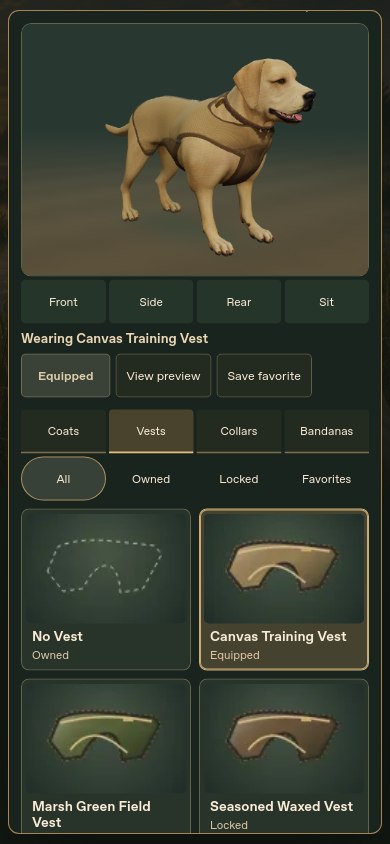 Front
Side
Rear
Sit
Wearing Canvas Training Vest
Equipped
View preview
Save favorite
Coats
Vests
Collars
Bandanas
All
Owned
Locked
Favorites
No Vest
Owned
Canvas Training Vest
Equipped
Marsh Green Field
Vest
Seasoned Waxed Vest
Locked